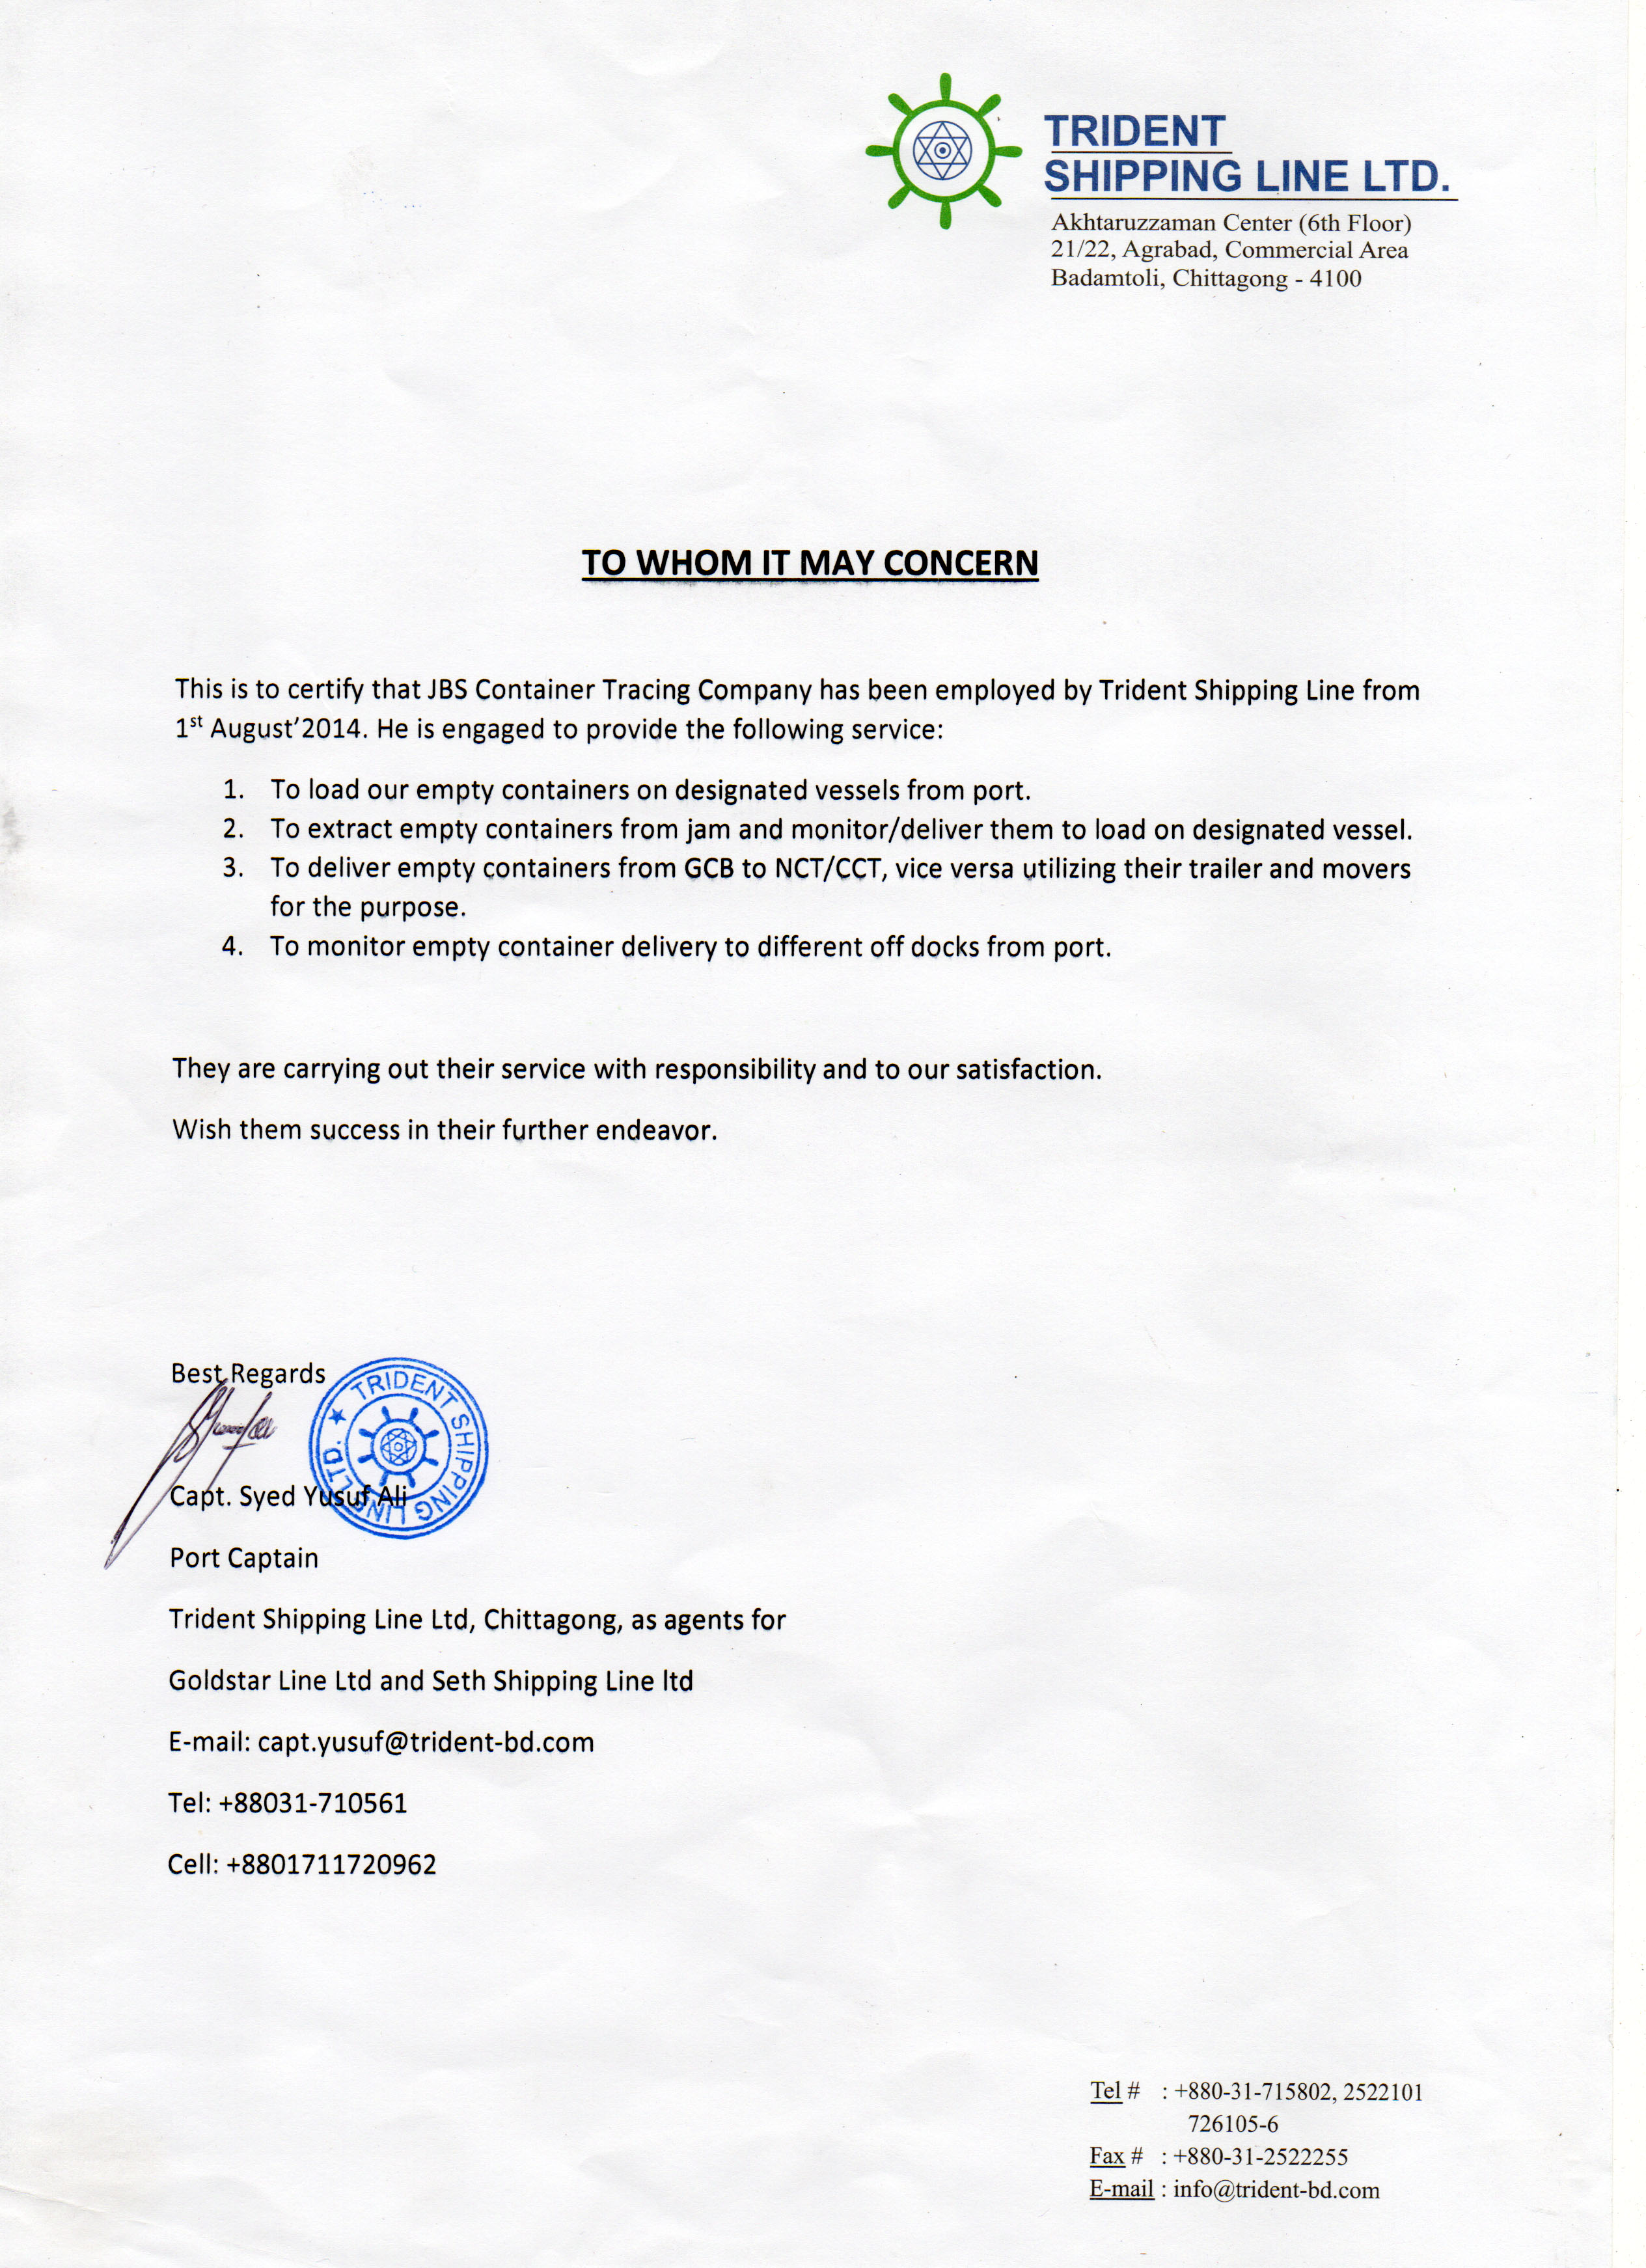 TRIDENT
SHIPPING LINE LTD.
Akhtaruzzaman Center (6th Floor)
21/22, Agrabad, Commercial Area
Badamtoli, Chittagong - 4100
TO WHOM IT MAY CONCERN
This is to certify that JBS Container Tracing Company has been employed by Trident Shipping Line from
1st August'2014. He is engaged to provide the following service:
1. To load our empty containers on designated vessels from port.
2. To extract empty containers from jam and monitor/deliver them to load on designated vessel.
3. To deliver empty containers from GCB to NCT/CCT, vice versa utilizing their trailer and movers
for the purpose.
4. To monitor empty container delivery to different off docks from port.
They are carrying out their service with responsibility and to our satisfaction.
Wish them success in their further endeavor.
Best Regards
TRIDENT SHIPPING LINE LTD.
Capt. Syed Yusuf Ali
Port Captain
Trident Shipping Line Ltd, Chittagong, as agents for
Goldstar Line Ltd and Seth Shipping Line ltd
E-mail: capt.yusuf@trident-bd.com
Tel: +88031-710561
Cell: +8801711720962
Tel # : +880-31-715802, 2522101
726105-6
Fax # : +880-31-2522255
E-mail : info@trident-bd.com